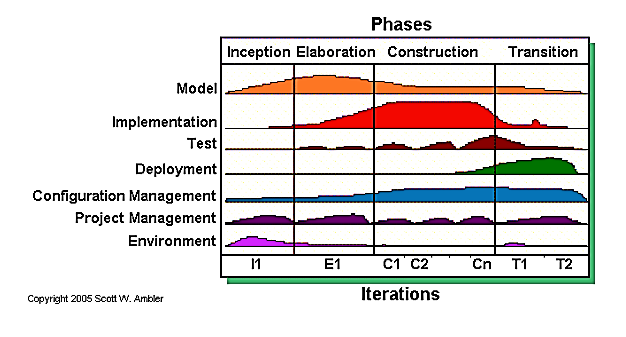 Phases
Inception Elaboration Construction Transition
Model
Implementation
Test
Deployment
Configuration Management
Project Management
Environment
I1 E1 C1 C2 Cn T1 T2
Copyright 2005 Scott W. Ambler
Iterations